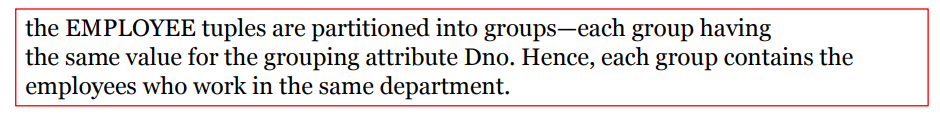 the EMPLOYEE tuples are partitioned into groups—each group having
the same value for the grouping attribute Dno. Hence, each group contains the
employees who work in the same department.